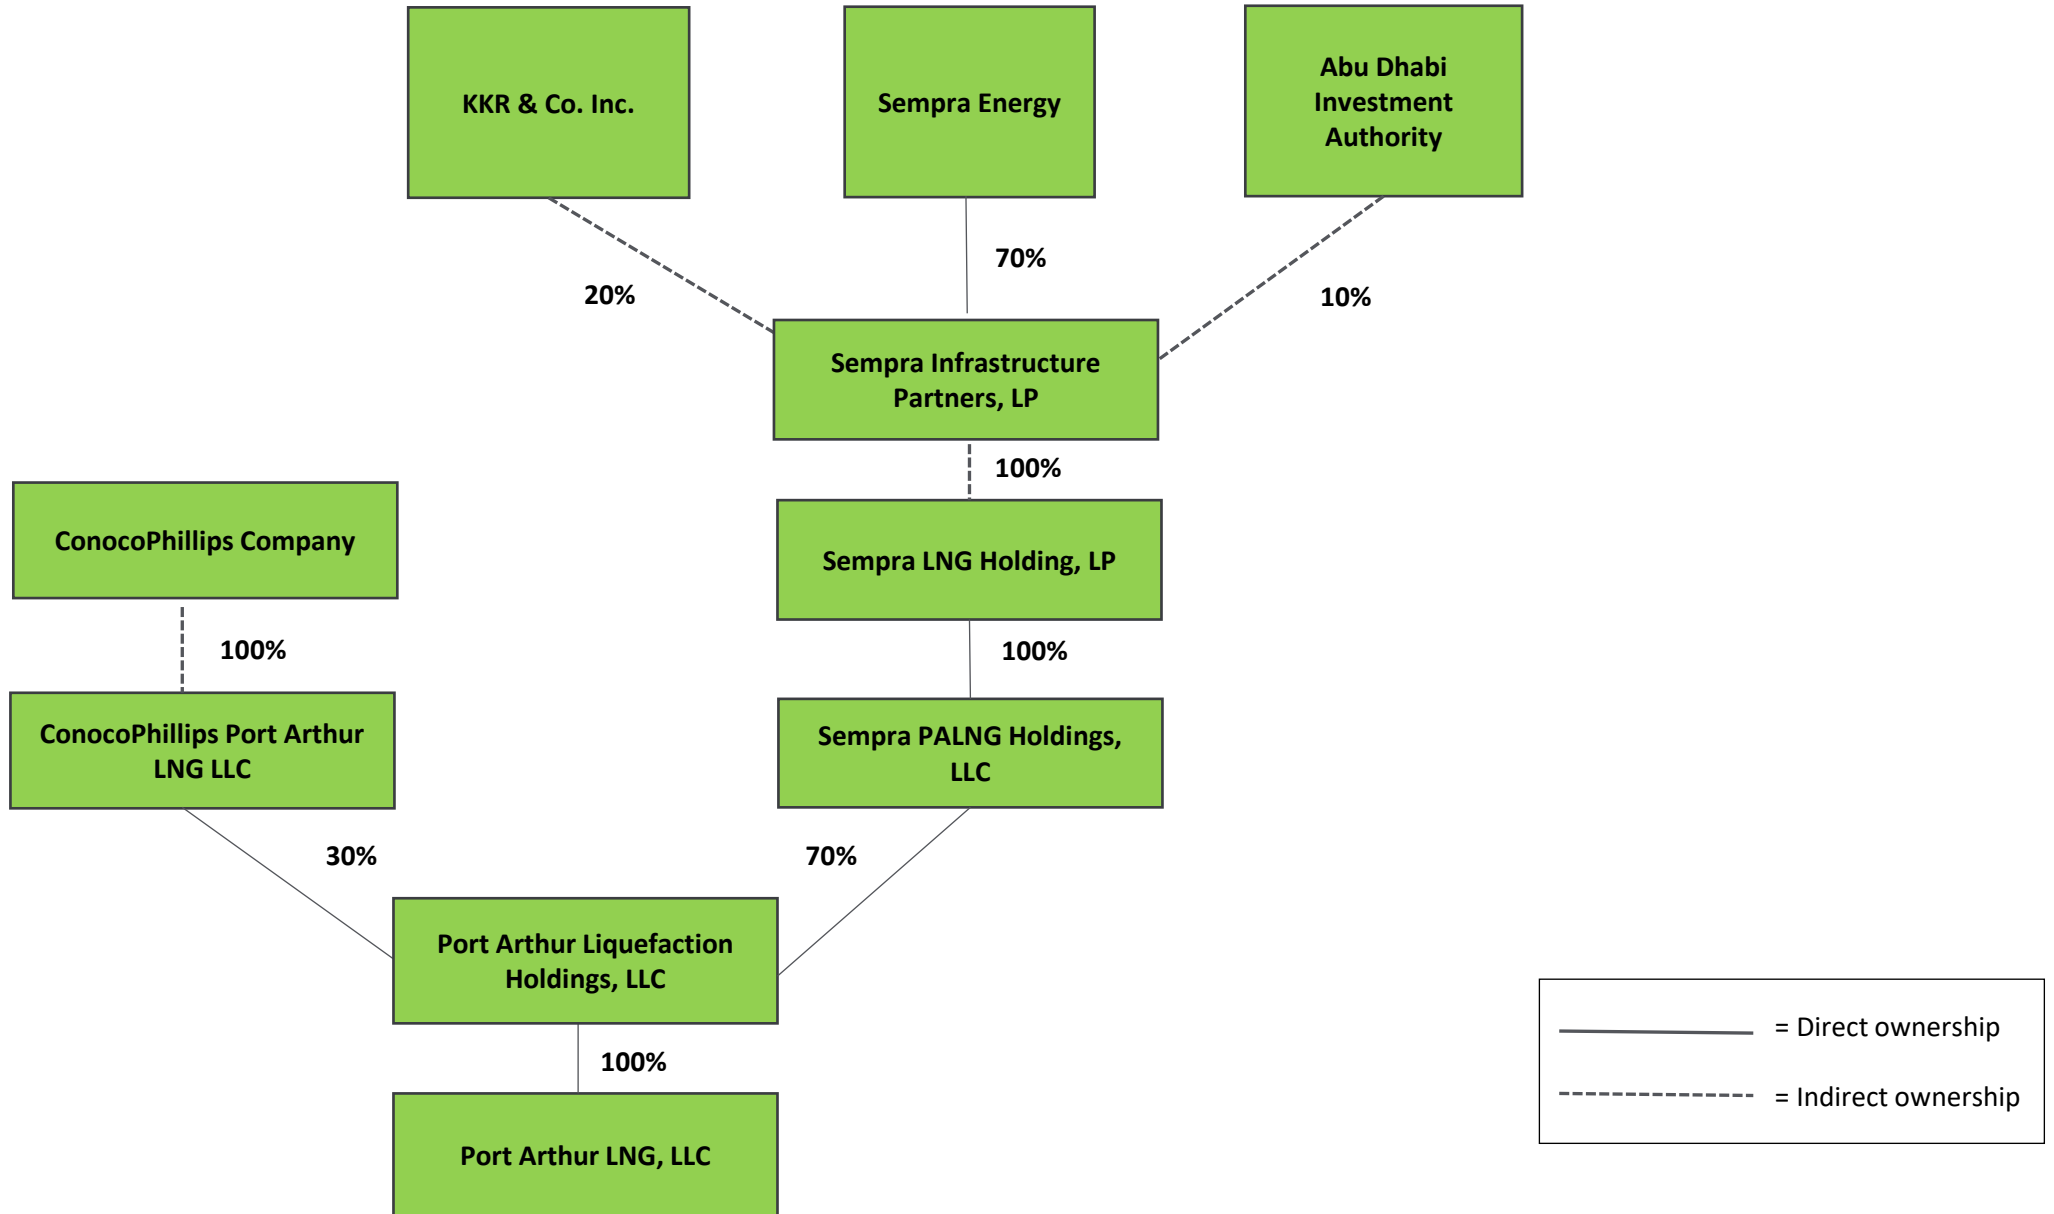 KKR & Co. Inc.
Sempra Energy
Abu Dhabi
Investment
Authority
70%
20%
10%
Sempra Infrastructure
Partners, LP
100%
ConocoPhillips Company
Sempra LNG Holding, LP
100%
100%
ConocoPhillips Port Arthur
LNG LLC
Sempra PALNG Holdings,
LLC
30%
70%
Port Arthur Liquefaction
Holdings, LLC
100%
Port Arthur LNG, LLC
= Direct ownership
= Indirect ownership